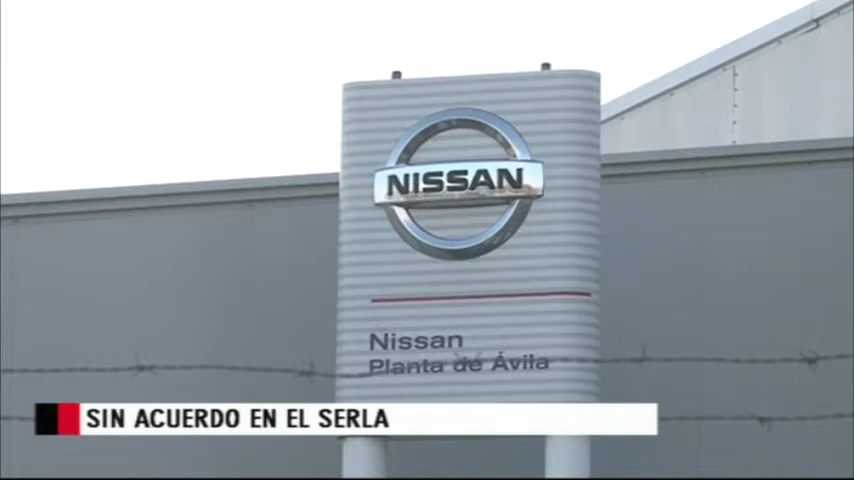 NISSAN
Nissan
Planta de Ávila
SIN ACUERDO EN EL SERLA